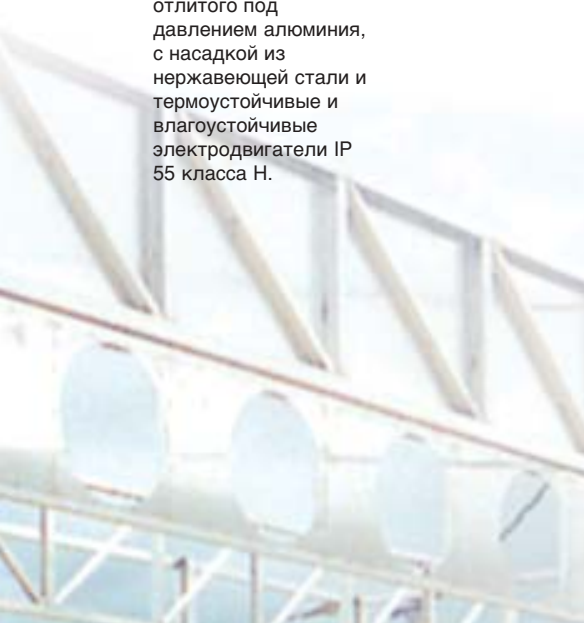 отлитого под
давлением алюминия,
с насадкой из
нержавеющей стали и
термоустойчивые и
влагоустойчивые
электродвигатели IP
55 класса H.